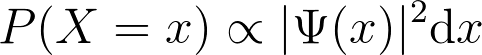 P(X = x) ∝ |Ψ(x)|²dx